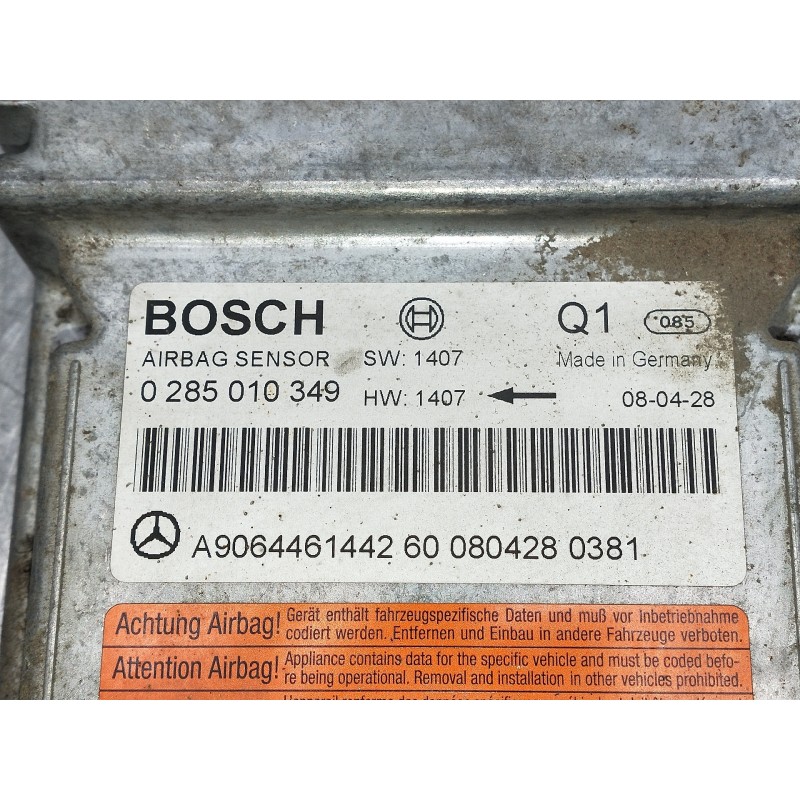 BOSCH Q1 085
AIRBAG SENSOR SW: 1407 Made in Germany
0 285 010 349 HW: 1407 08-04-28
A9064461442 60 080428 0381
Achtung Airbag! Gerät enthält fahrzeugspezifische Daten und muß vor Inbetriebnahme
codiert werden. Entfernen und Einbau in andere Fahrzeuge verboten.
Attention Airbag! Appliance contains data for the specific vehicle and must be coded befo-
re being operational. Removal and installation in other vehicles prohibited.